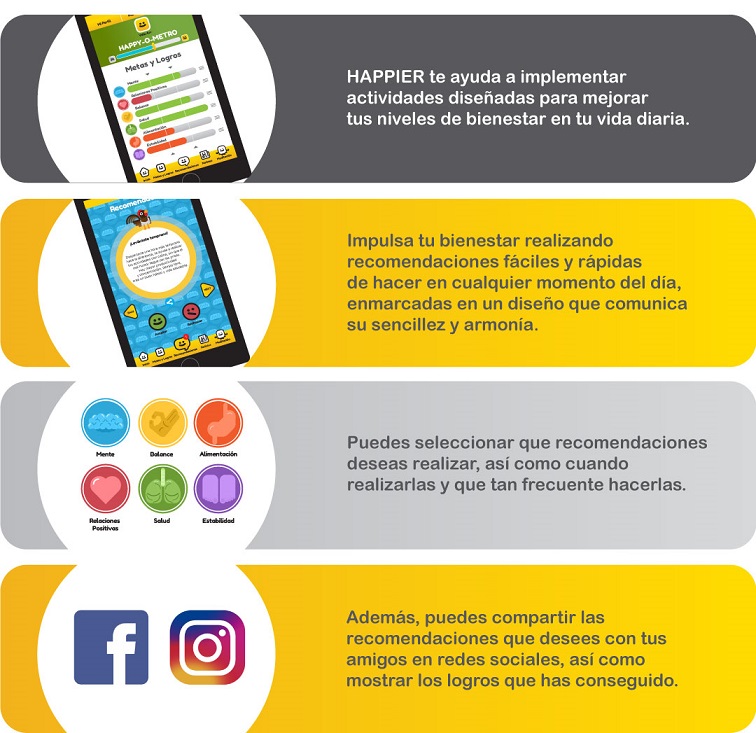 Mi Perfil
HAPPY-O-METRO
Metas y Logros
Mente
Relaciones Positivas
Balance
Salud
Alimentación
Estabilidad
HAPPIER te ayuda a implementar
actividades diseñadas para mejorar
tus niveles de bienestar en tu vida diaria.
¡Levántate temprano!
Impulsa tu bienestar realizando
recomendaciones fáciles y rápidas
de hacer en cualquier momento del día,
enmarcadas en un diseño que comunica
su sencillez y armonía.
Mente
Balance
Alimentación
Relaciones
Positivas
Salud
Estabilidad
Puedes seleccionar que recomendaciones
deseas realizar, así como cuando
realizarlas y que tan frecuente hacerlas.
f
Además, puedes compartir las
recomendaciones que desees con tus
amigos en redes sociales, así como
mostrar los logros que has conseguido.